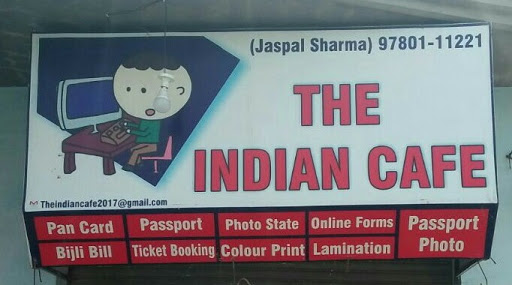 (Jaspal Sharma) 97801-11221
THE
INDIAN CAFE
Theindiancafe2017@gmail.com
Pan Card Passport Photo State Online Forms Passport Photo
Bijli Bill Ticket Booking Colour Print Lamination